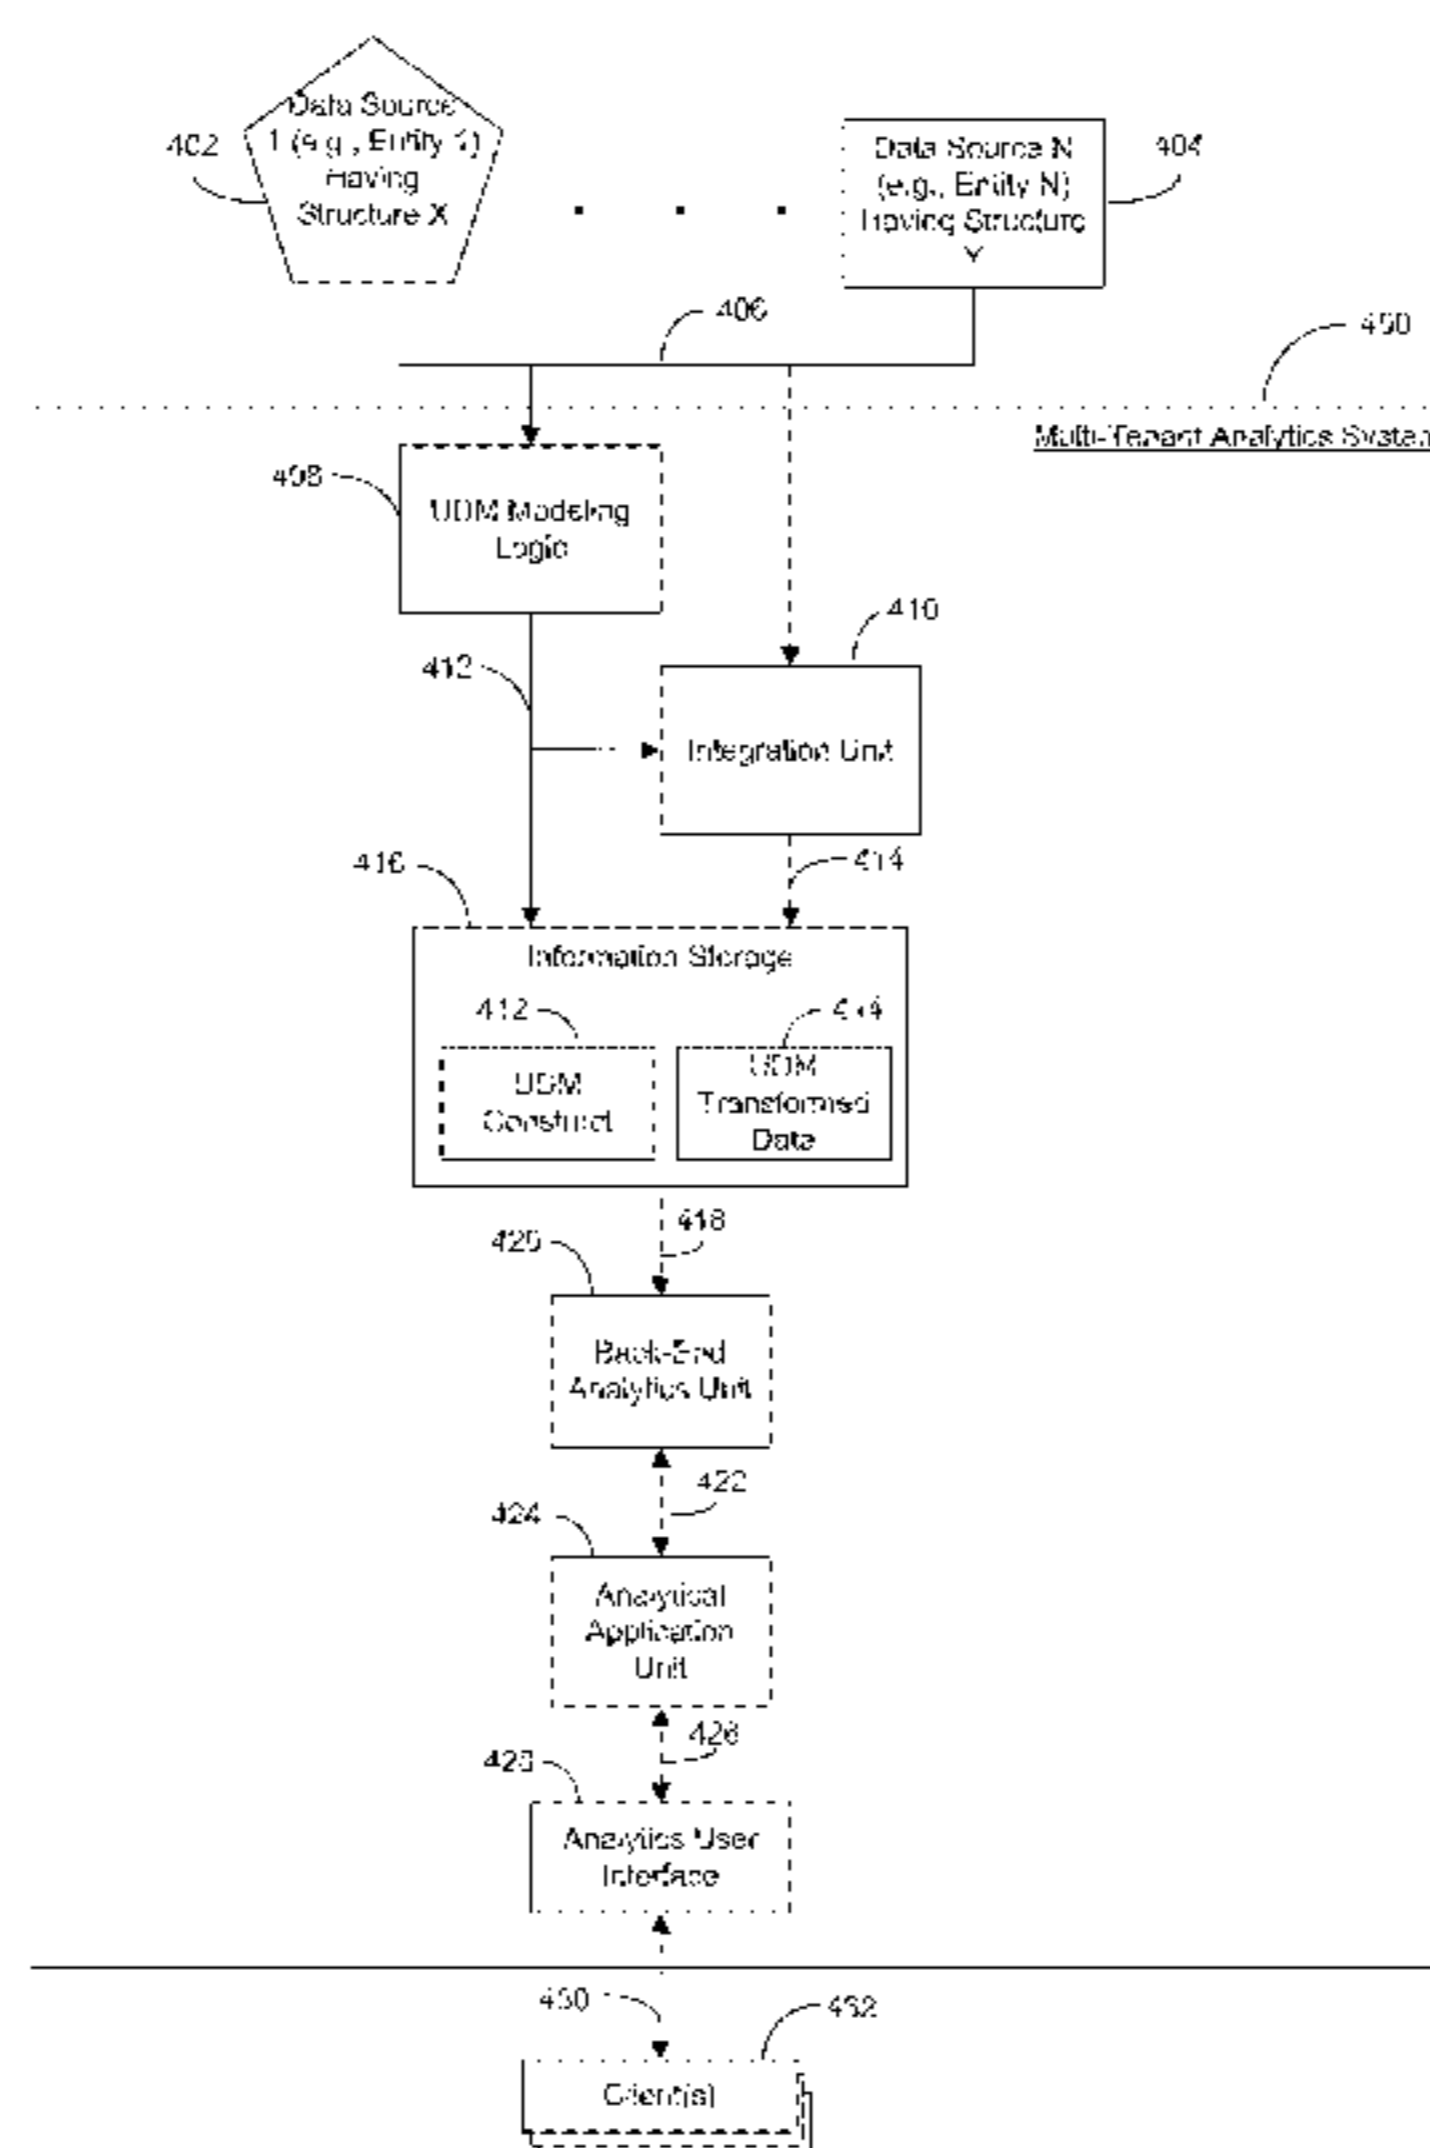 Data Source
1 (e.g., Entity 1)
Having
Structure X
402
Data Source N
(e.g., Entity N)
Having Structure
Y
404
406
Multi-Tenant Analytics System
408
UDM Modeling
Logic
410
412
Integration Unit
416
414
Information Storage
412
414
UDM
Construct
UDM
Transformed
Data
418
420
Back-End
Analytics Unit
422
424
Analytical
Application
Unit
426
428
Analytics User
Interface
430
432
Client(s)